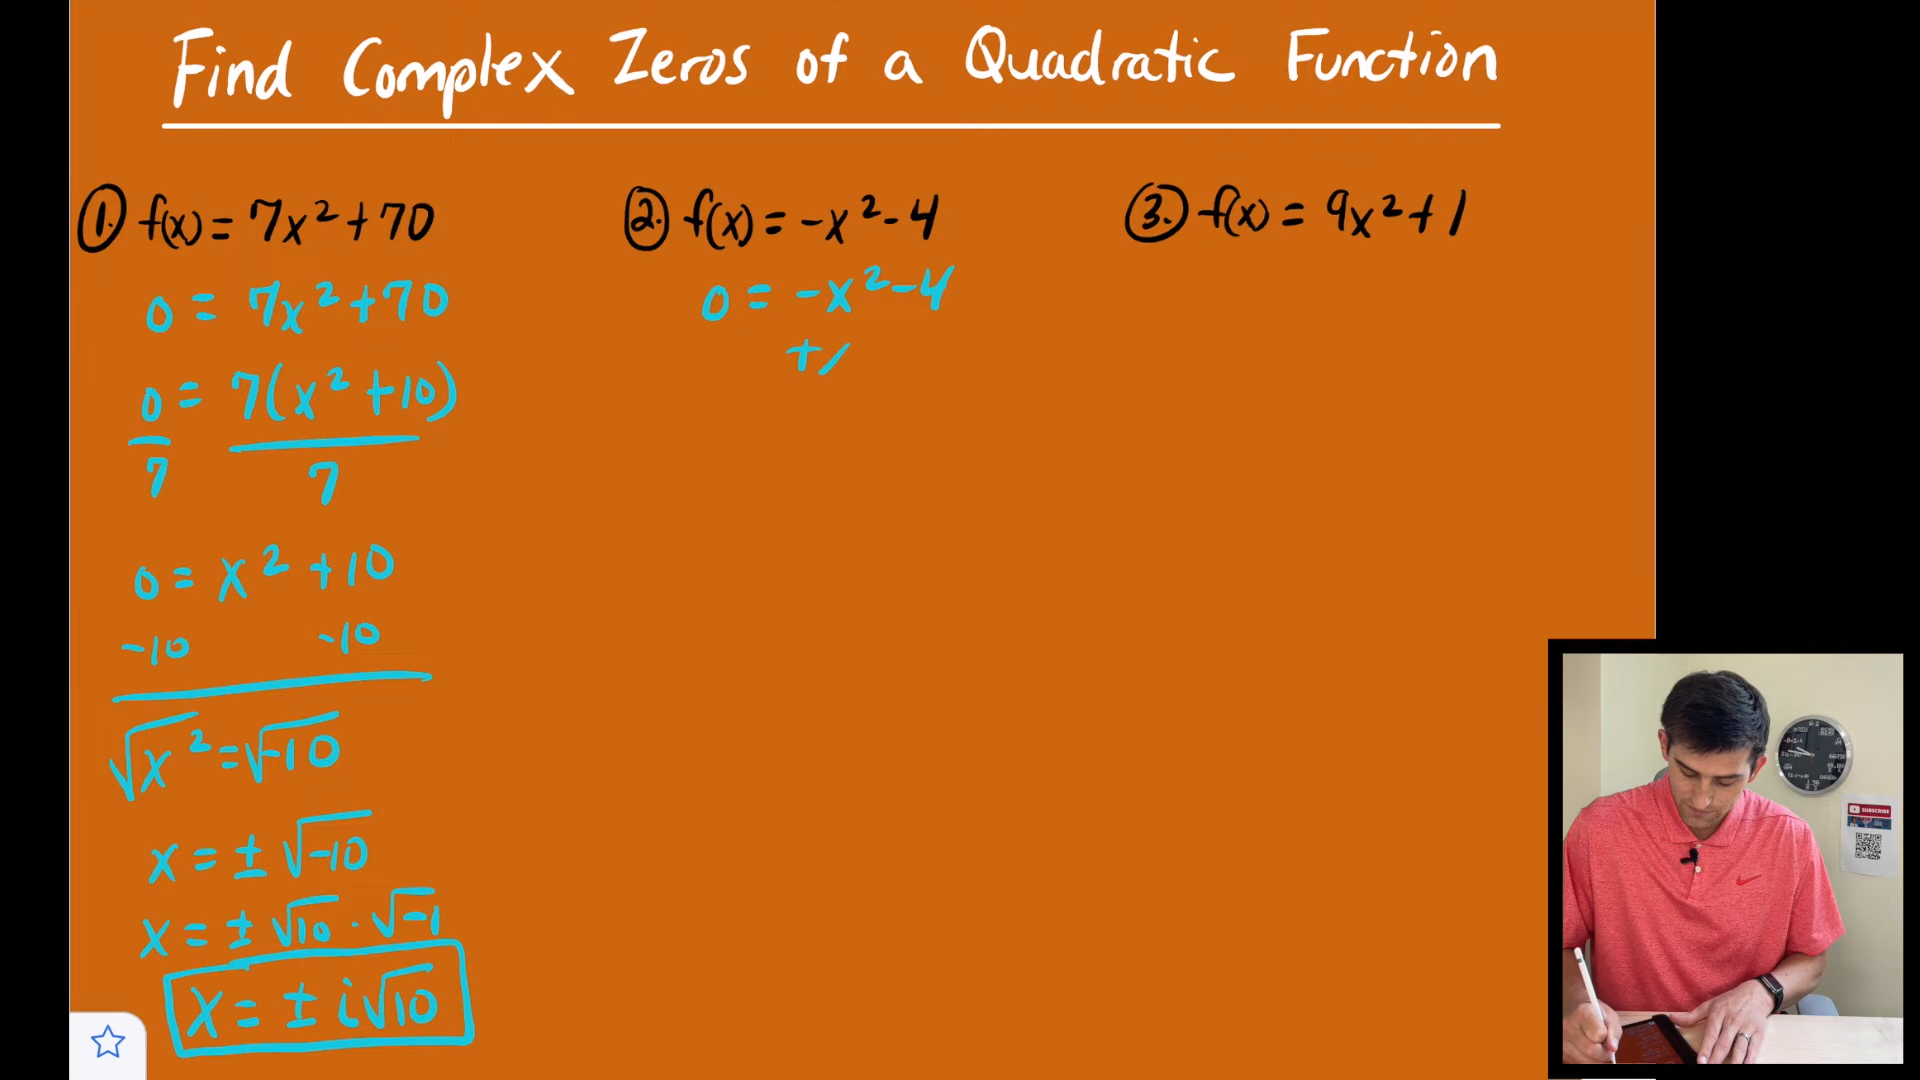 Find Complex Zeros of a Quadratic Function
1. f(x) = 7x² + 70
0 = 7x² + 70
0 = 7(x² + 10)
7 7
0 = x² + 10
-10 -10
√x² = √-10
x = ± √-10
x = ± √10 · √-1
x = ± i√10
2. f(x) = -x² - 4
0 = -x² - 4
+
3. f(x) = 9x² + 1
SUBSCRIBE